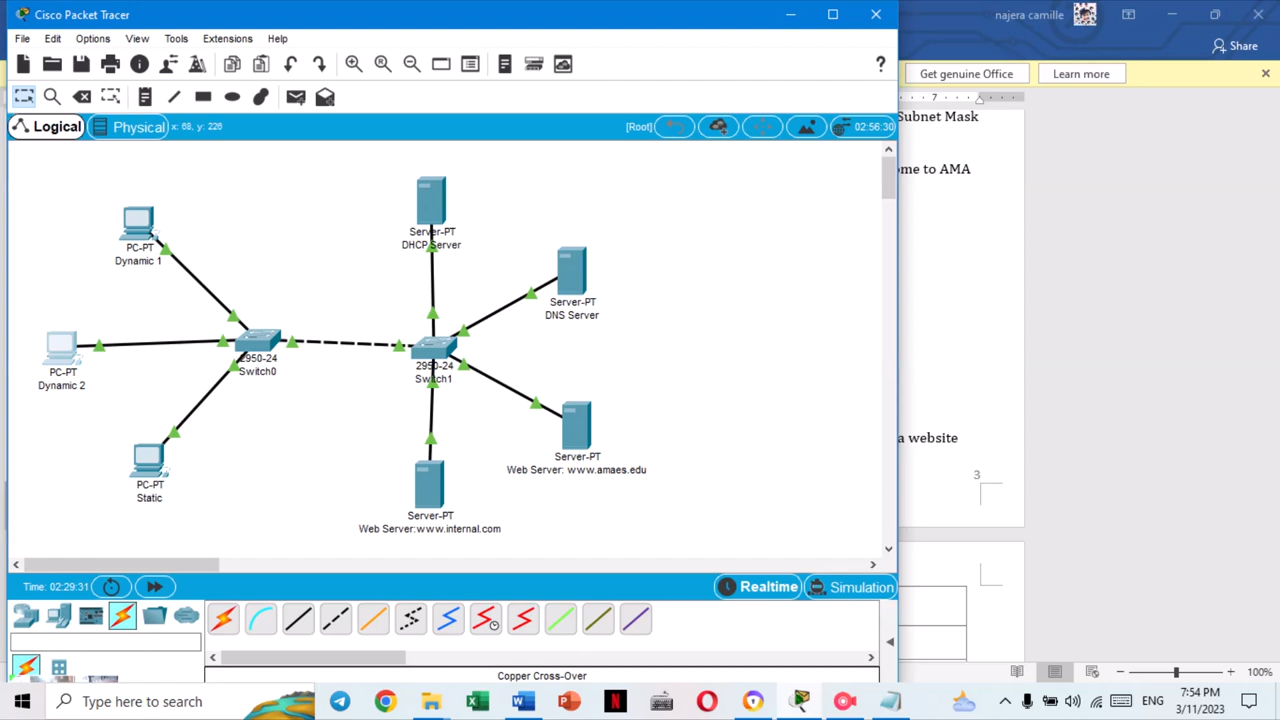 Cisco Packet Tracer
najera camille
File Edit Options View Tools Extensions Help
Share
?
Get genuine Office
Learn more
7
Logical
Physical
x: 68, y: 226
[Root]
02:56:30
Subnet Mask
ome to AMA
Server-PT
DHCP Server
PC-PT
Dynamic 1
Server-PT
DNS Server
2950-24
Switch0
2950-24
Switch1
PC-PT
Dynamic 2
a website
Server-PT
Web Server: www.amaes.edu
3
PC-PT
Static
Server-PT
Web Server:www.internal.com
Time: 02:29:31
Realtime
Simulation
Copper Cross-Over
100%
Type here to search
ENG
7:54 PM
3/11/2023